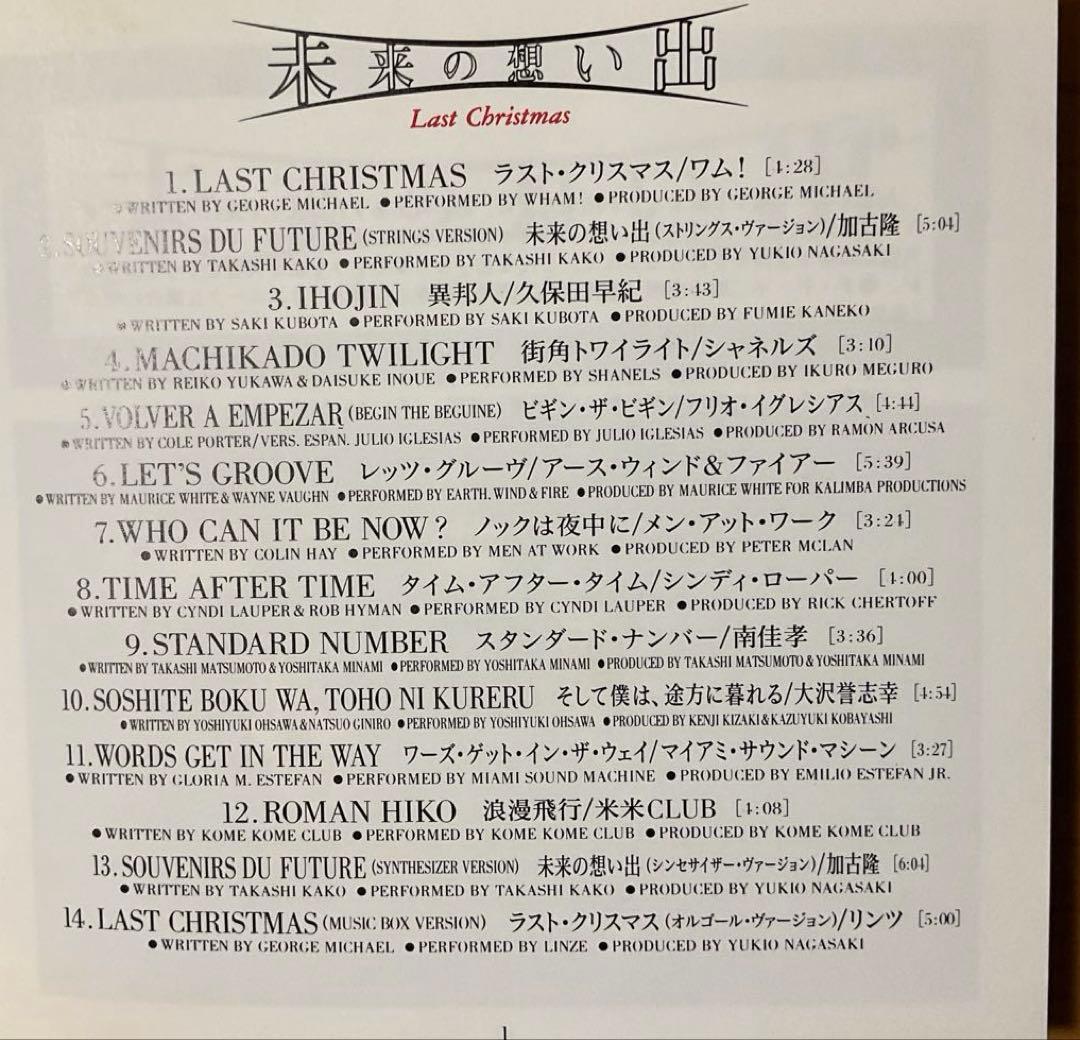 未来の想い出
Last Christmas
1. LAST CHRISTMAS ラスト・クリスマス/ワム! [4:28]
●WRITTEN BY GEORGE MICHAEL ●PERFORMED BY WHAM! ●PRODUCED BY GEORGE MICHAEL
2. SOUVENIRS DU FUTURE (STRINGS VERSION) 未来の想い出 (ストリングス・ヴァージョン)/加古隆 [5:04]
●WRITTEN BY TAKASHI KAKO ●PERFORMED BY TAKASHI KAKO ●PRODUCED BY YUKIO NAGASAKI
3. IHOJIN 異邦人/久保田早紀 [3:43]
●WRITTEN BY SAKI KUBOTA ●PERFORMED BY SAKI KUBOTA ●PRODUCED BY FUMIE KANEKO
4. MACHIKADO TWILIGHT 街角トワイライト/シャネルズ [3:10]
●WRITTEN BY REIKO YUKAWA & DAISUKE INOUE ●PERFORMED BY SHANELS ●PRODUCED BY IKURO MEGURO
5. VOLVER A EMPEZAR (BEGIN THE BEGUINE) ビギン・ザ・ビギン/フリオ・イグレシアス [4:44]
●WRITTEN BY COLE PORTER/VERS. ESPAN. JULIO IGLESIAS ●PERFORMED BY JULIO IGLESIAS ●PRODUCED BY RAMON ARCUSA
6. LET'S GROOVE レッツ・グルーヴ/アース・ウィンド&ファイアー [5:39]
●WRITTEN BY MAURICE WHITE & WAYNE VAUGHN ●PERFORMED BY EARTH. WIND & FIRE ●PRODUCED BY MAURICE WHITE FOR KALIMBA PRODUCTIONS
7. WHO CAN IT BE NOW? ノックは夜中に/メン・アット・ワーク [3:24]
●WRITTEN BY COLIN HAY ●PERFORMED BY MEN AT WORK ●PRODUCED BY PETER MCLAN
8. TIME AFTER TIME タイム・アフター・タイム/シンディ・ローパー [4:00]
●WRITTEN BY CYNDI LAUPER & ROB HYMAN ●PERFORMED BY CYNDI LAUPER ●PRODUCED BY RICK CHERTOFF
9. STANDARD NUMBER スタンダード・ナンバー/南佳孝 [3:36]
●WRITTEN BY TAKASHI MATSUMOTO & YOSHITAKA MINAMI ●PERFORMED BY YOSHITAKA MINAMI ●PRODUCED BY TAKASHI MATSUMOTO & YOSHITAKA MINAMI
10. SOSHITE BOKU WA, TOHO NI KURERU そして僕は、途方に暮れる/大沢誉志幸 [4:54]
●WRITTEN BY YOSHIYUKI OHSAWA & NATSUO GINIRO ●PERFORMED BY YOSHIYUKI OHSAWA ●PRODUCED BY KENJI KIZAKI & KAZUYUKI KOBAYASHI
11. WORDS GET IN THE WAY ワーズ・ゲット・イン・ザ・ウェイ/マイアミ・サウンド・マシーン [3:27]
●WRITTEN BY GLORIA M. ESTEFAN ●PERFORMED BY MIAMI SOUND MACHINE ●PRODUCED BY EMILIO ESTEFAN JR.
12. ROMAN HIKO 浪漫飛行/米米CLUB [4:08]
●WRITTEN BY KOME KOME CLUB ●PERFORMED BY KOME KOME CLUB ●PRODUCED BY KOME KOME CLUB
13. SOUVENIRS DU FUTURE (SYNTHESIZER VERSION) 未来の想い出 (シンセサイザー・ヴァージョン)/加古隆 [6:04]
●WRITTEN BY TAKASHI KAKO ●PERFORMED BY TAKASHI KAKO ●PRODUCED BY YUKIO NAGASAKI
14. LAST CHRISTMAS (MUSIC BOX VERSION) ラスト・クリスマス (オルゴール・ヴァージョン)/リンツ [5:00]
●WRITTEN BY GEORGE MICHAEL ●PERFORMED BY LINZE ●PRODUCED BY YUKIO NAGASAKI
1